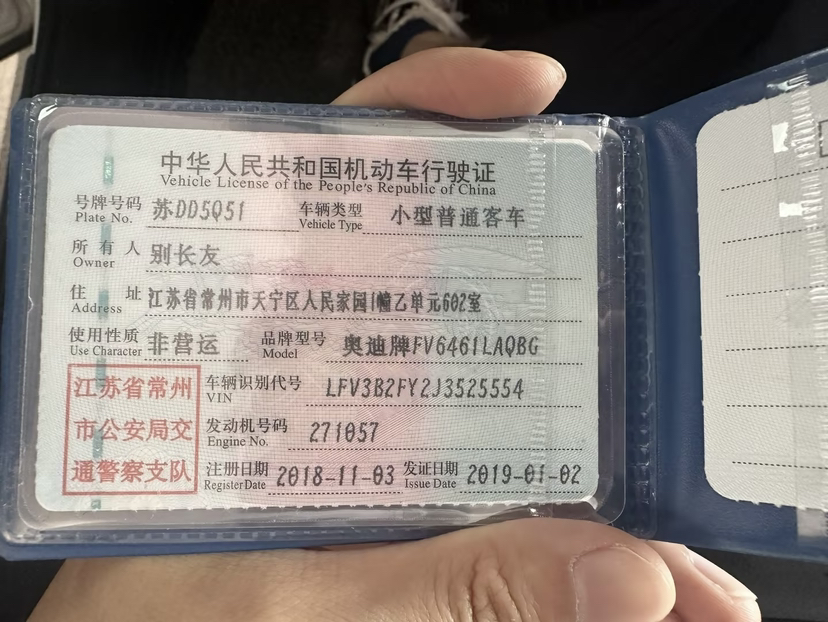 中华人民共和国机动车行驶证
Vehicle License of the People's Republic of China
号牌号码 苏DD5Q51 车辆类型 小型普通客车
Plate No. Vehicle Type
所有人 别长友
Owner
住址 江苏省常州市天宁区人民家园1幢乙单元602室
Address
使用性质 非营运 品牌型号 奥迪牌FV6461LAQBG
Use Character Model
江苏省常州
市公安局交
通警察支队
车辆识别代号 LFV3B2FY2J3525554
VIN
发动机号码 271057
Engine No.
注册日期 2018-11-03 发证日期 2019-01-02
Register Date Issue Date